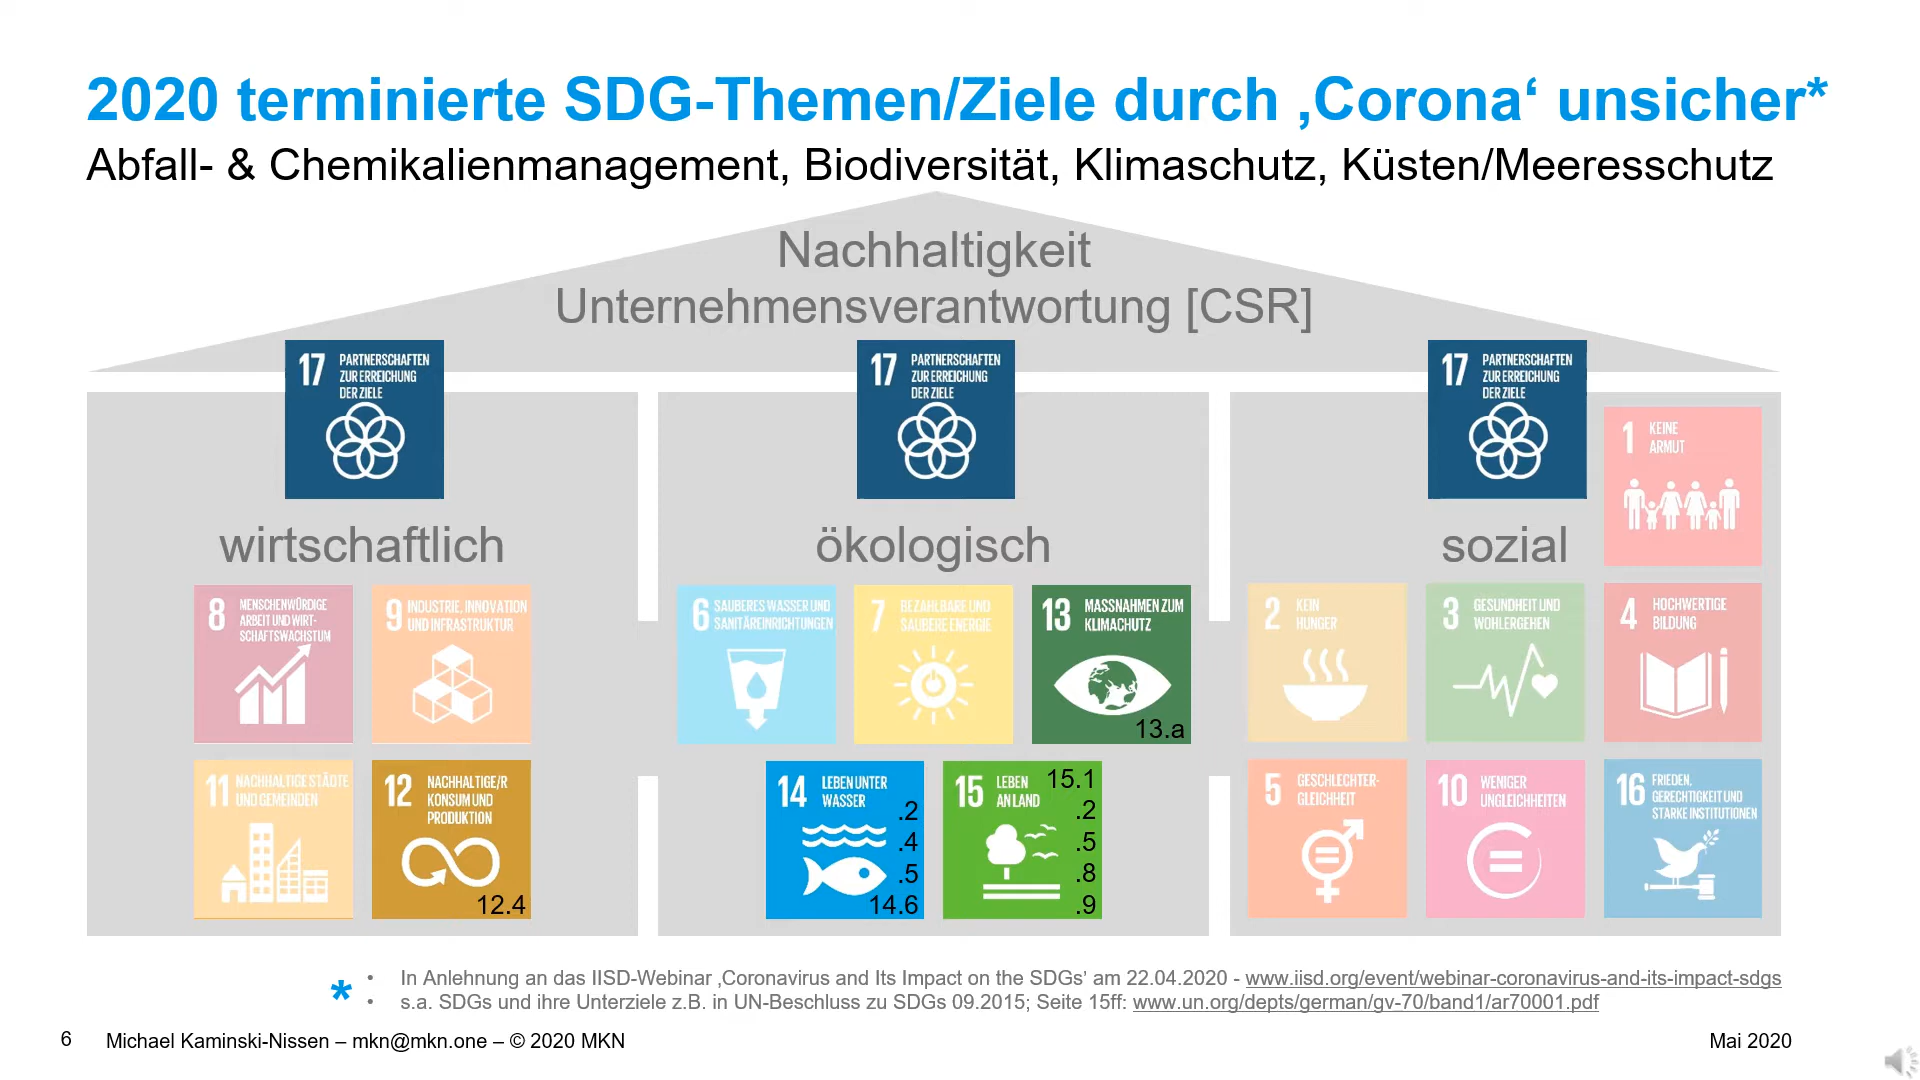 2020 terminierte SDG-Themen/Ziele durch ‚Corona‘ unsicher*
Abfall- & Chemikalienmanagement, Biodiversität, Klimaschutz, Küsten/Meeresschutz
Nachhaltigkeit
Unternehmensverantwortung [CSR]
17 PARTNERSCHAFTEN
ZUR ERREICHUNG
DER ZIELE
wirtschaftlich
8 MENSCHENWÜRDIGE
ARBEIT UND WIRT-
SCHAFTSWACHSTUM
9 INDUSTRIE, INNOVATION
UND INFRASTRUKTUR
11 NACHHALTIGE STÄDTE
UND GEMEINDEN
12 NACHHALTIGE/R
KONSUM UND
PRODUKTION
12.4
17 PARTNERSCHAFTEN
ZUR ERREICHUNG
DER ZIELE
ökologisch
6 SAUBERES WASSER UND
SANITÄREINRICHTUNGEN
7 BEZAHLBARE UND
SAUBERE ENERGIE
13 MASSNAHMEN ZUM
KLIMACHUTZ
13.a
14 LEBEN UNTER
WASSER
.2
.4
.5
14.6
15 LEBEN
AN LAND
15.1
.2
.5
.8
.9
17 PARTNERSCHAFTEN
ZUR ERREICHUNG
DER ZIELE
sozial
1 KEINE
ARMUT
2 KEIN
HUNGER
3 GESUNDHEIT UND
WOHLERGEHEN
4 HOCHWERTIGE
BILDUNG
5 GESCHLECHTER-
GLEICHHEIT
10 WENIGER
UNGLEICHHEITEN
16 FRIEDEN,
GERECHTIGKEIT UND
STARKE INSTITUTIONEN
* • In Anlehnung an das IISD-Webinar ‚Coronavirus and Its Impact on the SDGs’ am 22.04.2020 - www.iisd.org/event/webinar-coronavirus-and-its-impact-sdgs
• s.a. SDGs und ihre Unterziele z.B. in UN-Beschluss zu SDGs 09.2015; Seite 15ff: www.un.org/depts/german/gv-70/band1/ar70001.pdf
6 Michael Kaminski-Nissen – mkn@mkn.one – © 2020 MKN
Mai 2020